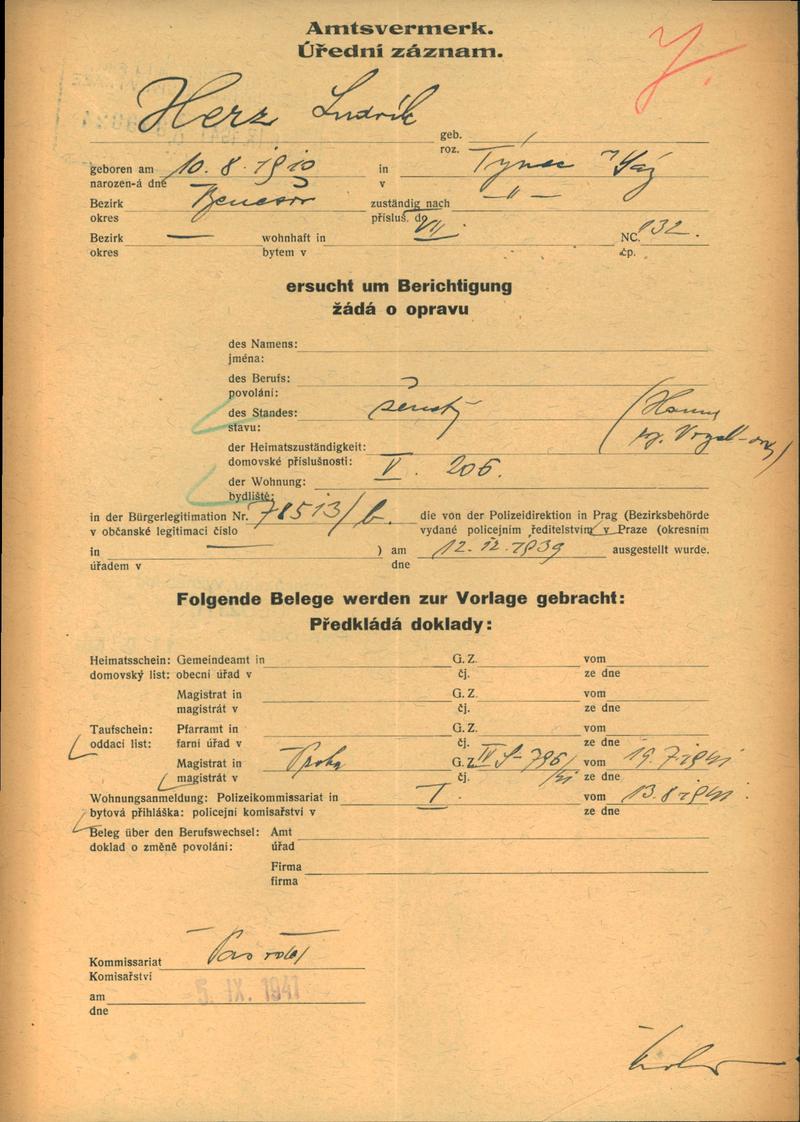 Amtsvermerk.
Úřední záznam.
Herz Ludvík
geb.
roz.
geboren am 10.8.1910 in Týnec n/Sáz
narozen-á dne v
Bezirk Benešov zuständig nach — " —
okres přísluš. do
Bezirk — wohnhaft in VII. NC. 132.
okres bytem v čp.
ersucht um Berichtigung
žádá o opravu
des Namens:
jména:
des Berufs:
povolání:
des Standes: ženatý (Hanna
stavu: roz.
der Heimatszuständigkeit:
domovské příslušnosti: V. 206.
der Wohnung:
bydliště:
in der Bürgerlegitimation Nr. 78513/b. die von der Polizeidirektion in Prag (Bezirksbehörde
v občanské legitimaci číslo vydané policejním ředitelstvím v Praze (okresním
in — ) am 12.12.1939 ausgestellt wurde.
úřadem v dne
Folgende Belege werden zur Vorlage gebracht:
Předkládá doklady:
Heimatsschein: Gemeindeamt in G. Z. vom
domovský list: obecní úřad v čj. ze dne
Magistrat in G. Z. vom
magistrát v čj. ze dne
Taufschein: Pfarramt in G. Z. vom
oddací list: farní úřad v čj. ze dne
Magistrat in Praha G. Z. IV S-796/41 vom 19.7.1941
magistrát v čj. ze dne
Wohnungsanmeldung: Polizeikommissariat in I. vom 13.8.1941.
bytová přihláška: policejní komisařství v ze dne
Beleg über den Berufswechsel: Amt
doklad o změně povolání: úřad
Firma
firma
Kommissariat
Komisařství
am 5. IX. 1941
dne